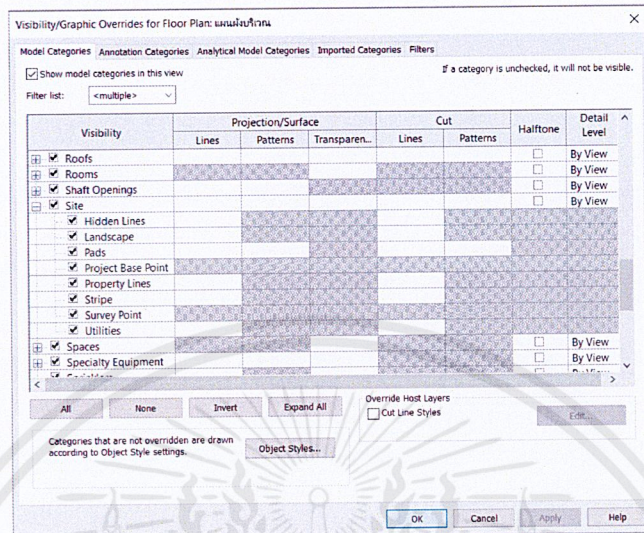 Visibility/Graphic Overrides for Floor Plan: แผนผังบริเวณ
Model Categories Annotation Categories Analytical Model Categories Imported Categories Filters
Show model categories in this view
If a category is unchecked, it will not be visible.
Filter list: <multiple>
Visibility Projection/Surface Cut Halftone Detail Level
Lines Patterns Transparen... Lines Patterns
Roofs By View
Rooms By View
Shaft Openings By View
Site By View
Hidden Lines
Landscape
Pads
Project Base Point
Property Lines
Stripe
Survey Point
Utilities
Spaces By View
Specialty Equipment By View
All None Invert Expand All
Override Host Layers
Cut Line Styles
Edit...
Categories that are not overridden are drawn
according to Object Style settings.
Object Styles...
OK Cancel Apply Help